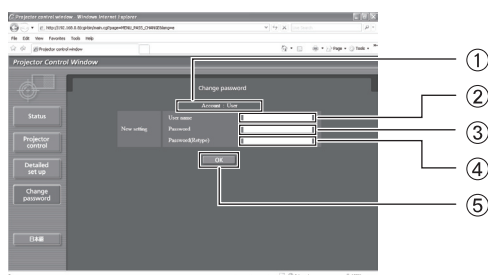 Projector control window - Windows Internet Explorer
File Edit View Favorites Tools Help
Projector control window
Page Tools
Projector Control Window
Change password
Account : User
New setting
User name
Password
Password(Retype)
OK
Status
Projector
control
Detailed
set up
Change
password
日本語
①
②
③
④
⑤